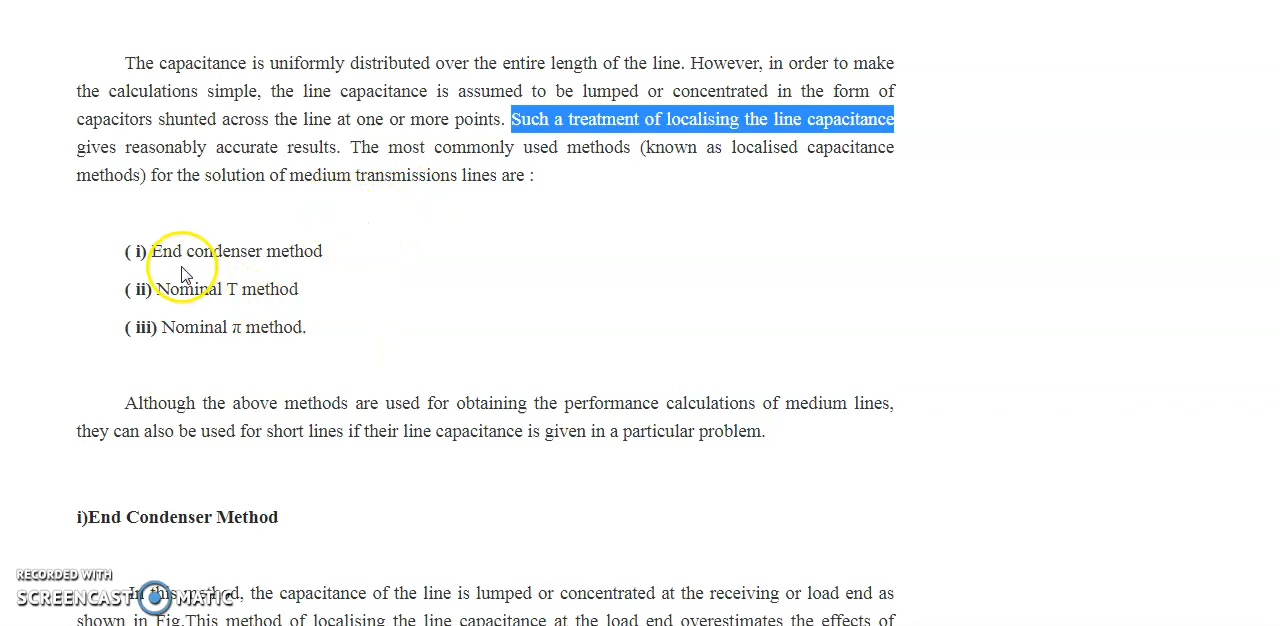 The capacitance is uniformly distributed over the entire length of the line. However, in order to make
the calculations simple, the line capacitance is assumed to be lumped or concentrated in the form of
capacitors shunted across the line at one or more points. Such a treatment of localising the line capacitance
gives reasonably accurate results. The most commonly used methods (known as localised capacitance
methods) for the solution of medium transmissions lines are :
( i) End condenser method
( ii) Nominal T method
( iii) Nominal π method.
Although the above methods are used for obtaining the performance calculations of medium lines,
they can also be used for short lines if their line capacitance is given in a particular problem.
i)End Condenser Method
RECORDED WITH
SCREENCAST MATIC
In this method, the capacitance of the line is lumped or concentrated at the receiving or load end as
shown in Fig.This method of localising the line capacitance at the load end overestimates the effects of